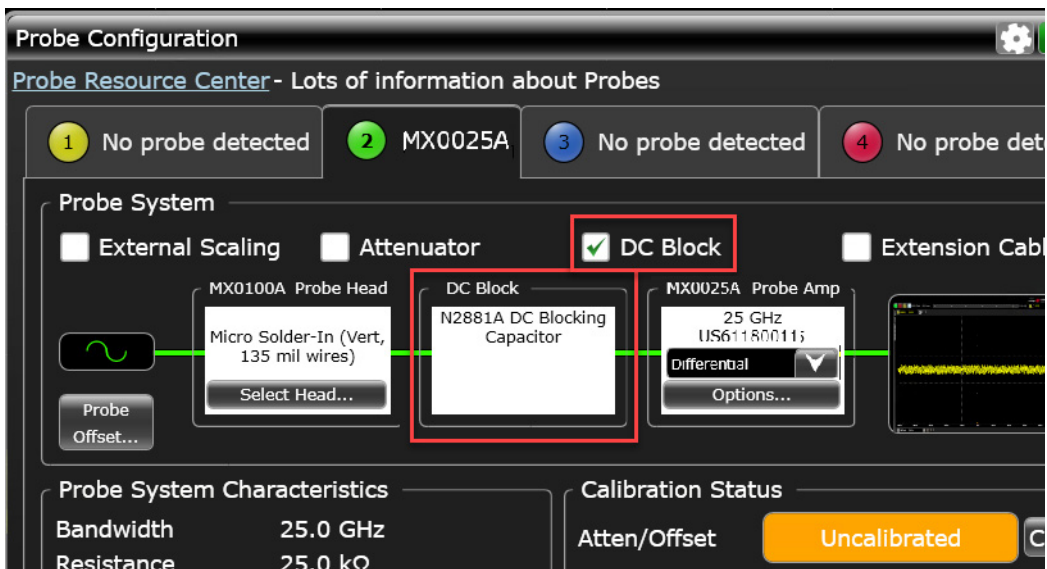 Probe Configuration
Probe Resource Center - Lots of information about Probes
1 No probe detected
2 MX0025A
3 No probe detected
4 No probe det
Probe System
External Scaling
Attenuator
DC Block
Extension Cabl
MX0100A Probe Head
DC Block
MX0025A Probe Amp
Micro Solder-In (Vert,
135 mil wires)
Select Head...
N2881A DC Blocking
Capacitor
25 GHz
Differential
Options...
Probe
Offset...
Probe System Characteristics
Bandwidth 25.0 GHz
Resistance 25.0 kΩ
Calibration Status
Atten/Offset Uncalibrated C